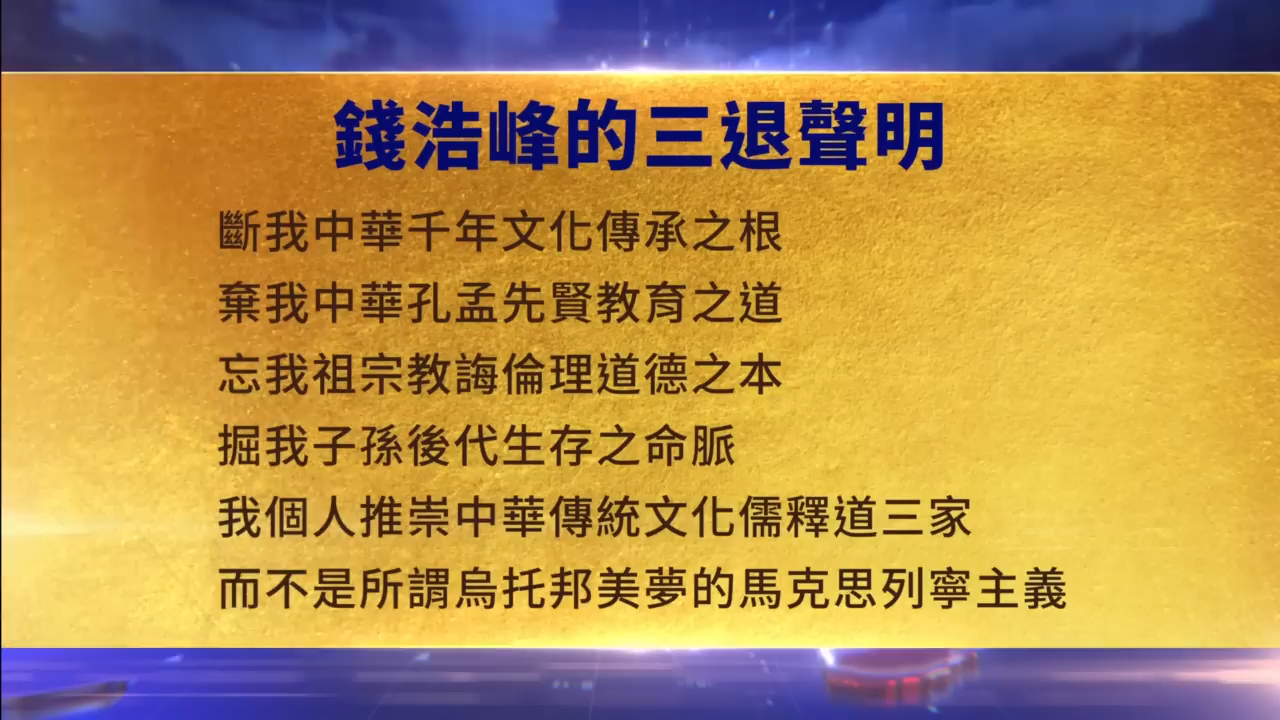 錢浩峰的三退聲明
斷我中華千年文化傳承之根
棄我中華孔孟先賢教育之道
忘我祖宗教誨倫理道德之本
掘我子孫後代生存之命脈
我個人推崇中華傳統文化儒釋道三家
而不是所謂烏托邦美夢的馬克思列寧主義